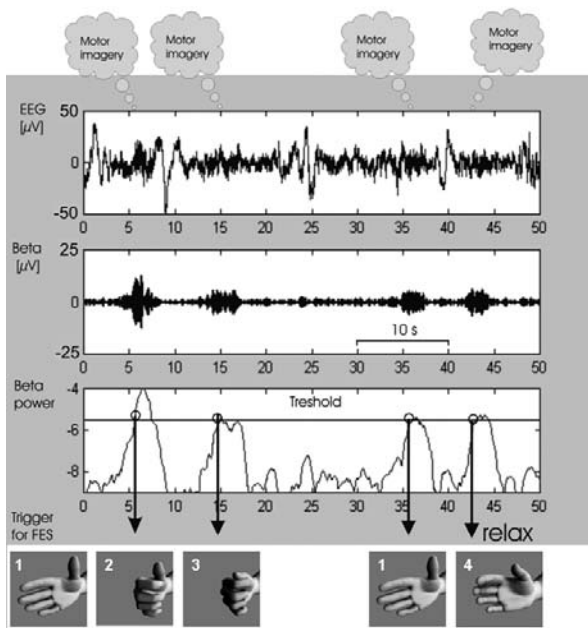 Motor
imagery
Motor
imagery
Motor
imagery
Motor
imagery
EEG
[µV]
50
0
-50
0 5 10 15 20 25 30 35 40 45 50
Beta
[µV]
25
0
-25
10 s
0 5 10 15 20 25 30 35 40 45 50
Beta
power
-4
-6
-8
Treshold
0 5 10 15 20 25 30 35 40 45 50
Trigger
for FES
relax
1 2 3 1 4